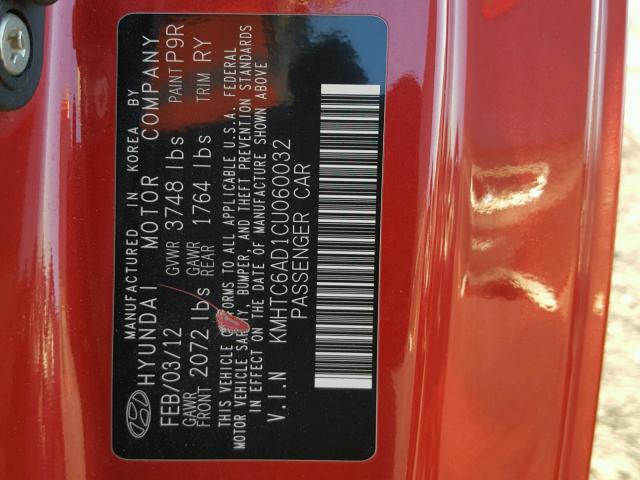 MANUFACTURED IN KOREA BY
HYUNDAI MOTOR COMPANY
FEB/03/12 GVWR 3748 lbs PAINT P9R
GAWR FRONT 2072 lbs GAWR REAR 1764 lbs TRIM RY
THIS VEHICLE CONFORMS TO ALL APPLICABLE U.S.A. FEDERAL
MOTOR VEHICLE SAFETY, BUMPER, AND THEFT PREVENTION STANDARDS
IN EFFECT ON THE DATE OF MANUFACTURE SHOWN ABOVE
V.I.N KMHTC6AD1CU060032
PASSENGER CAR